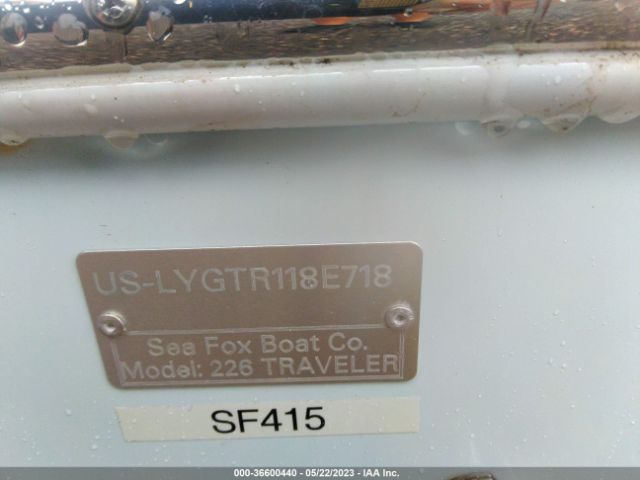 US-LYGTR118E718
Sea Fox Boat Co.
Model: 226 TRAVELER
SF415
000-36600440 - 05/22/2023 - IAA Inc.